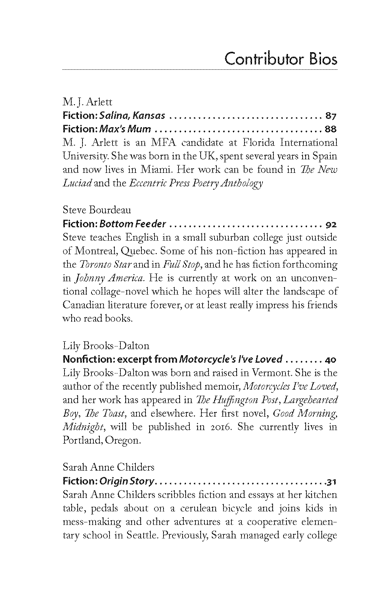 Contributor Bios
M. J. Arlett
Fiction: Salina, Kansas ................................ 87
Fiction: Max's Mum ................................... 88
M. J. Arlett is an MFA candidate at Florida International
University. She was born in the UK, spent several years in Spain
and now lives in Miami. Her work can be found in The New
Luciad and the Eccentric Press Poetry Anthology
Steve Bourdeau
Fiction: Bottom Feeder ................................ 92
Steve teaches English in a small suburban college just outside
of Montreal, Quebec. Some of his non-fiction has appeared in
the Toronto Star and in Full Stop, and he has fiction forthcoming
in Johnny America. He is currently at work on an unconven-
tional collage-novel which he hopes will alter the landscape of
Canadian literature forever, or at least really impress his friends
who read books.
Lily Brooks-Dalton
Nonfiction: excerpt from Motorcycle's I've Loved ........ 40
Lily Brooks-Dalton was born and raised in Vermont. She is the
author of the recently published memoir, Motorcycles I've Loved,
and her work has appeared in The Huffington Post, Largehearted
Boy, The Toast, and elsewhere. Her first novel, Good Morning,
Midnight, will be published in 2016. She currently lives in
Portland, Oregon.
Sarah Anne Childers
Fiction: Origin Story....................................31
Sarah Anne Childers scribbles fiction and essays at her kitchen
table, pedals about on a cerulean bicycle and joins kids in
mess-making and other adventures at a cooperative elemen-
tary school in Seattle. Previously, Sarah managed early college